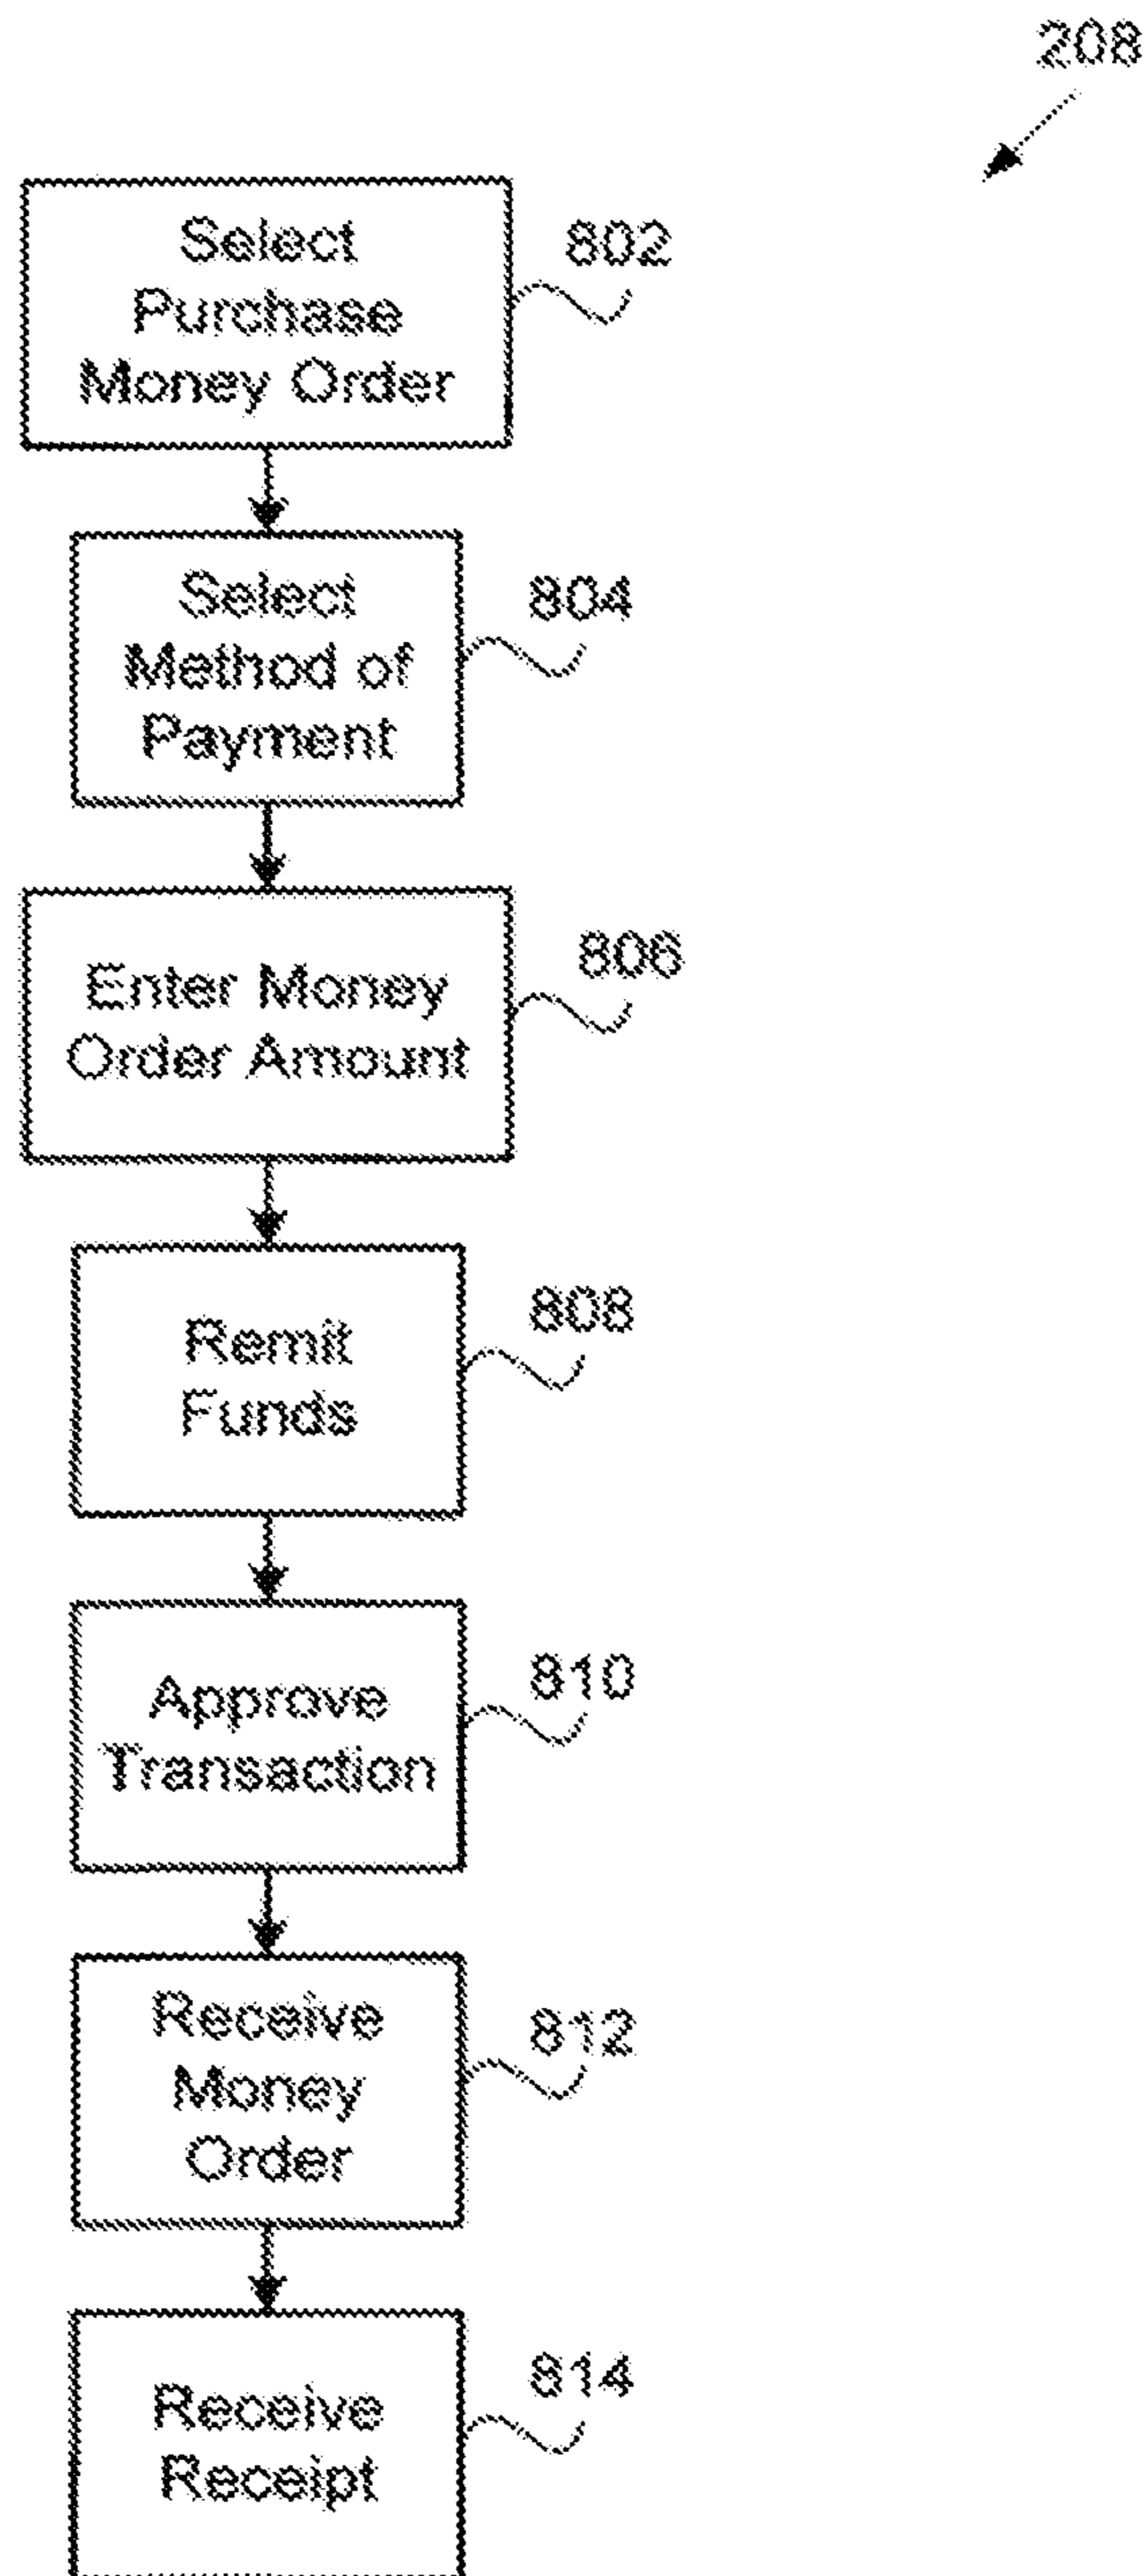 208
Select
Purchase
Money Order
802
Select
Method of
Payment
804
Enter Money
Order Amount
806
Remit
Funds
808
Approve
Transaction
810
Receive
Money
Order
812
Receive
Receipt
814